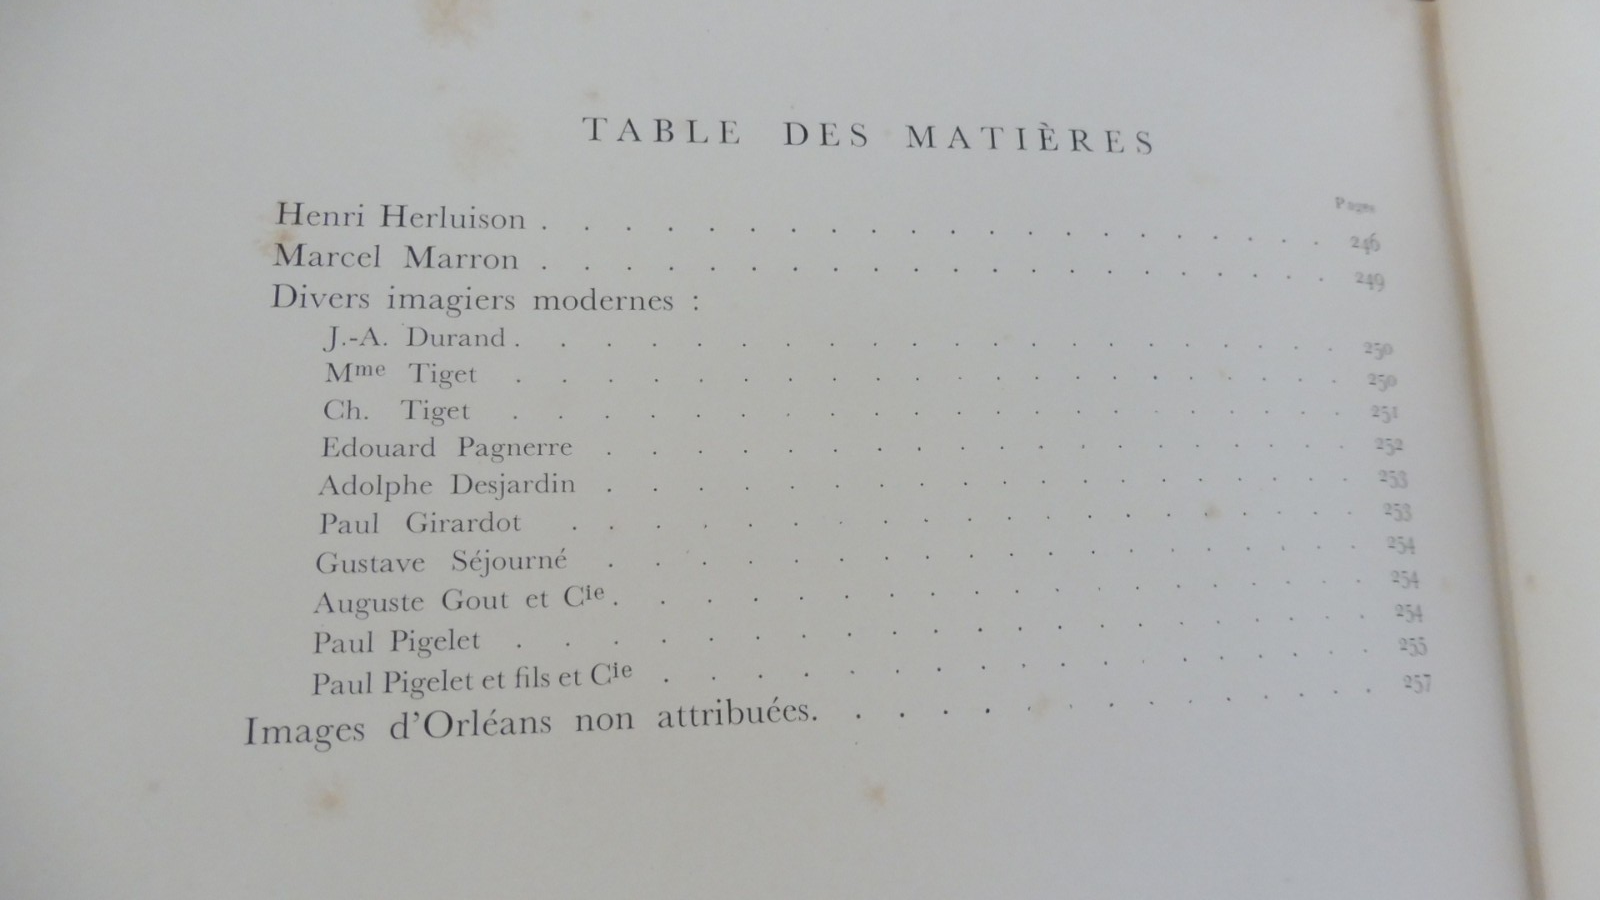 TABLE DES MATIÈRES
Pages
Henri Herluison . . . . . . . . . . . . . . . . . . . . 246
Marcel Marron . . . . . . . . . . . . . . . . . . . . 249
Divers imagiers modernes :
J.-A. Durand . . . . . . . . . . . . . . . . . . . 250
Mme Tiget . . . . . . . . . . . . . . . . . . . 250
Ch. Tiget . . . . . . . . . . . . . . . . . . . 251
Edouard Pagnerre . . . . . . . . . . . . . . . . . 252
Adolphe Desjardin . . . . . . . . . . . . . . . . . 253
Paul Girardot . . . . . . . . . . . . . . . . . . 253
Gustave Séjourné . . . . . . . . . . . . . . . . . 254
Auguste Gout et Cie . . . . . . . . . . . . . . . . . 254
Paul Pigelet . . . . . . . . . . . . . . . . . . . 254
Paul Pigelet et fils et Cie . . . . . . . . . . . . . . . . 255
Images d'Orléans non attribuées. . . . . . . . . . . . . 257